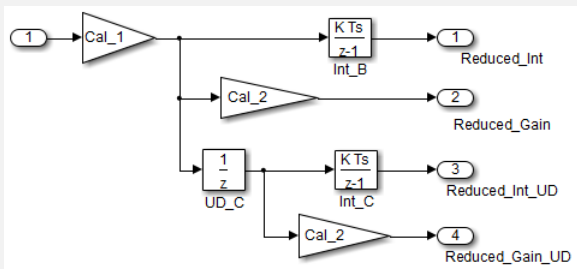 1
Cal_1
K Ts
z-1
Int_B
1
Reduced_Int
Cal_2
2
Reduced_Gain
1
z
UD_C
K Ts
z-1
Int_C
3
Reduced_Int_UD
Cal_2
4
Reduced_Gain_UD